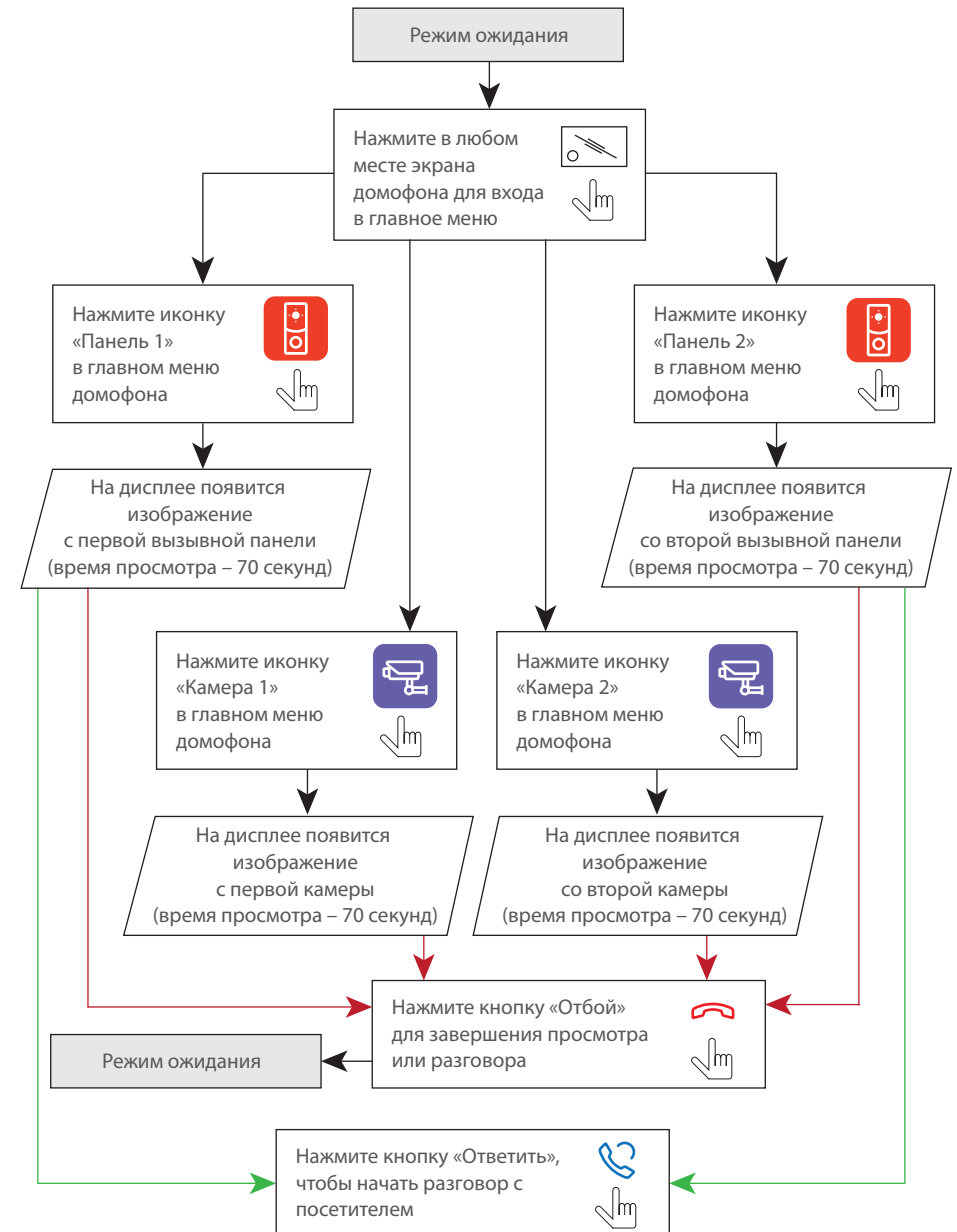 Режим ожидания
Нажмите в любом
месте экрана
домофона для входа
в главное меню
Нажмите иконку
«Панель 1»
в главном меню
домофона
Нажмите иконку
«Панель 2»
в главном меню
домофона
На дисплее появится
изображение
с первой вызывной панели
(время просмотра – 70 секунд)
На дисплее появится
изображение
со второй вызывной панели
(время просмотра – 70 секунд)
Нажмите иконку
«Камера 1»
в главном меню
домофона
Нажмите иконку
«Камера 2»
в главном меню
домофона
На дисплее появится
изображение
с первой камеры
(время просмотра – 70 секунд)
На дисплее появится
изображение
со второй камеры
(время просмотра – 70 секунд)
Нажмите кнопку «Отбой»
для завершения просмотра
или разговора
Режим ожидания
Нажмите кнопку «Ответить»,
чтобы начать разговор с
посетителем